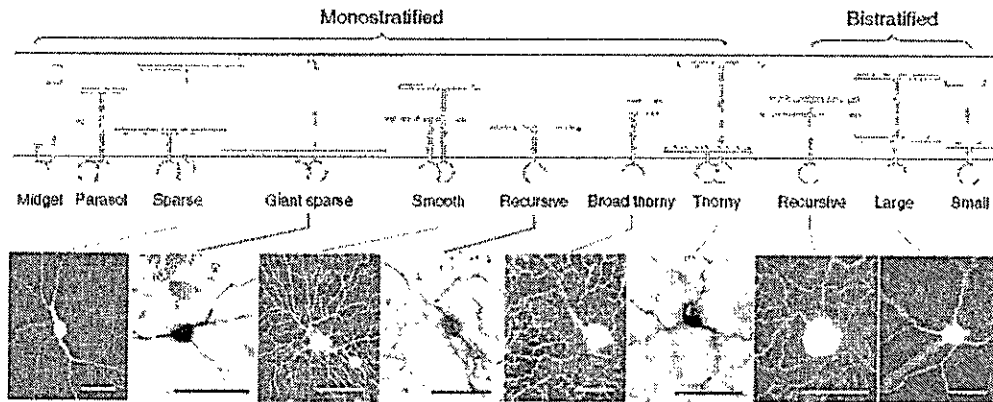 Monostratified Bistratified
Midget Parasol Sparse Giant sparse Smooth Recursive Broad thorny Thorny Recursive Large Small